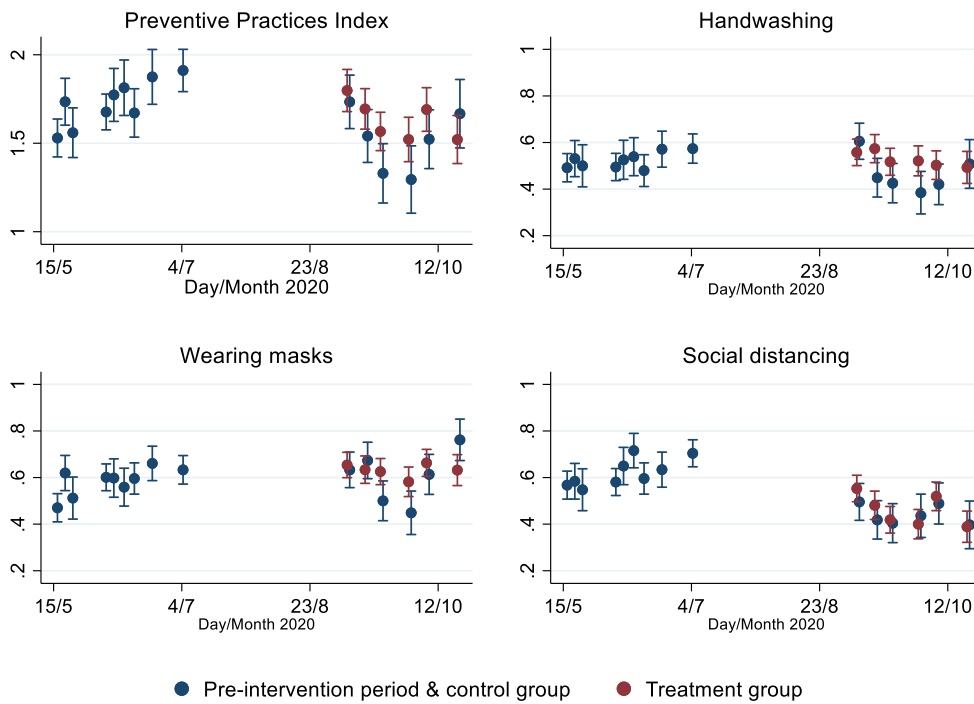 Preventive Practices Index
2
1.5
1
15/5 4/7 23/8 12/10
Day/Month 2020
Handwashing
1
.8
.6
.4
.2
15/5 4/7 23/8 12/10
Day/Month 2020
Wearing masks
1
.8
.6
.4
.2
15/5 4/7 23/8 12/10
Day/Month 2020
Social distancing
1
.8
.6
.4
.2
15/5 4/7 23/8 12/10
Day/Month 2020
Pre-intervention period & control group Treatment group